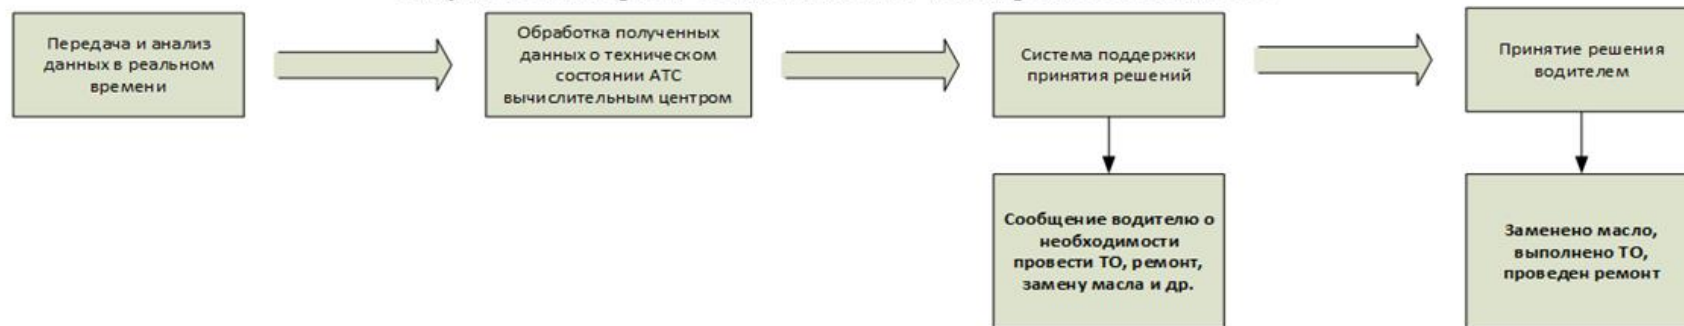 Передача и анализ
данных в реальном
времени
Обработка полученных
данных о техническом
состоянии АТС
вычислительным центром
Система поддержки
принятия решений
Принятие решения
водителем
Сообщение водителю о
необходимости
провести ТО, ремонт,
замену масла и др.
Заменено масло,
выполнено ТО,
проведен ремонт